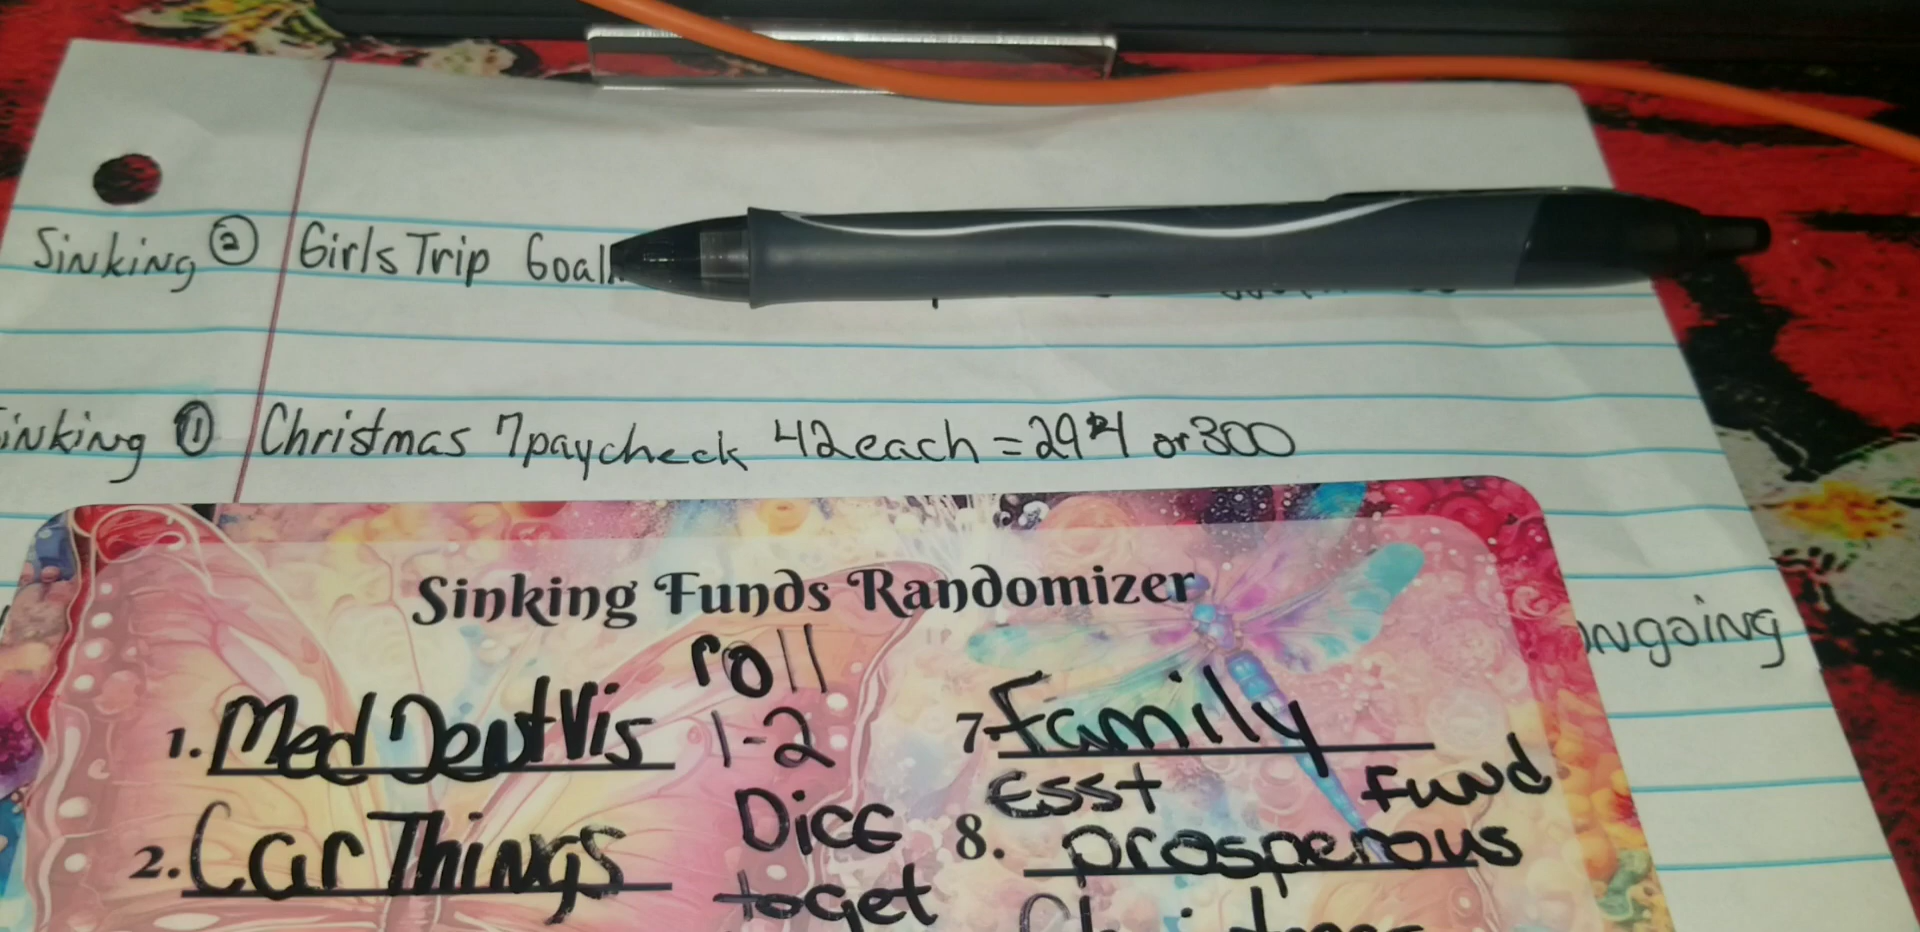 Sinking ② Girls Trip Goal
inking ① Christmas 7paycheck 42each = 294 or 300
ongoing
Sinking Funds Randomizer
roll
1-2
Dice
to get
1. Med Dent Vis
2. Car Things
7. Family
Esst Fund
8. prosperous